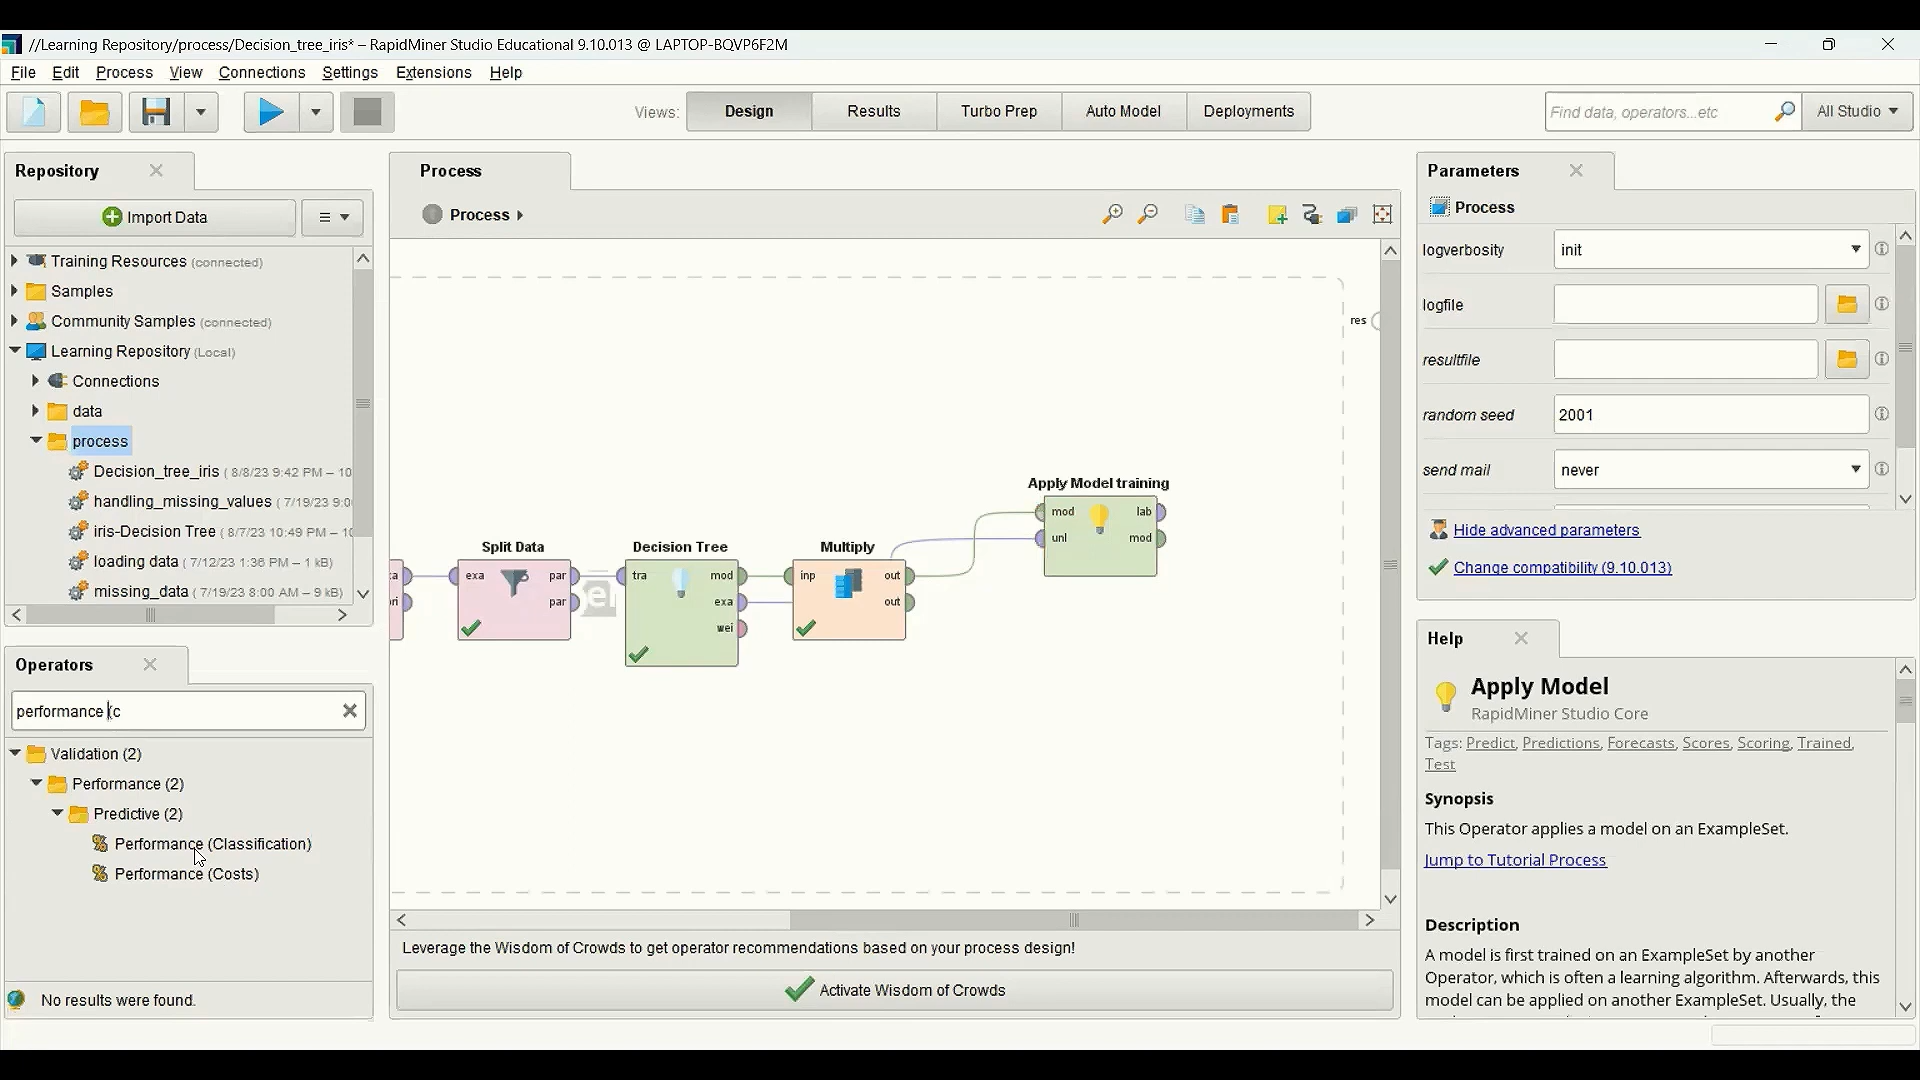 //Learning Repository/process/Decision_tree_iris* – RapidMiner Studio Educational 9.10.013 @ LAPTOP-BQVP6F2M
File Edit Process View Connections Settings Extensions Help
Views: Design Results Turbo Prep Auto Model Deployments
Find data, operators...etc All Studio
Repository
Import Data
Training Resources (connected)
Samples
Community Samples (connected)
Learning Repository (Local)
Connections
data
process
Decision_tree_iris ( 8/8/23 9:42 PM – 10
handling_missing_values ( 7/19/23 9:0
iris-Decision Tree ( 8/7/23 10:49 PM – 10
loading data ( 7/12/23 1:36 PM – 1 kB)
missing_data ( 7/19/23 8:00 AM – 9 kB)
Operators
performance (c
Validation (2)
Performance (2)
Predictive (2)
Performance (Classification)
Performance (Costs)
No results were found.
Process
Process
res
Apply Model training
mod lab
unl mod
Split Data
exa par
par
Decision Tree
tra mod
exa
wei
Multiply
inp out
out
Leverage the Wisdom of Crowds to get operator recommendations based on your process design!
Activate Wisdom of Crowds
Parameters
Process
logverbosity init
logfile
resultfile
random seed 2001
send mail never
Hide advanced parameters
Change compatibility (9.10.013)
Help
Apply Model
RapidMiner Studio Core
Tags: Predict, Predictions, Forecasts, Scores, Scoring, Trained,
Test
Synopsis
This Operator applies a model on an ExampleSet.
Jump to Tutorial Process
Description
A model is first trained on an ExampleSet by another
Operator, which is often a learning algorithm. Afterwards, this
model can be applied on another ExampleSet. Usually, the